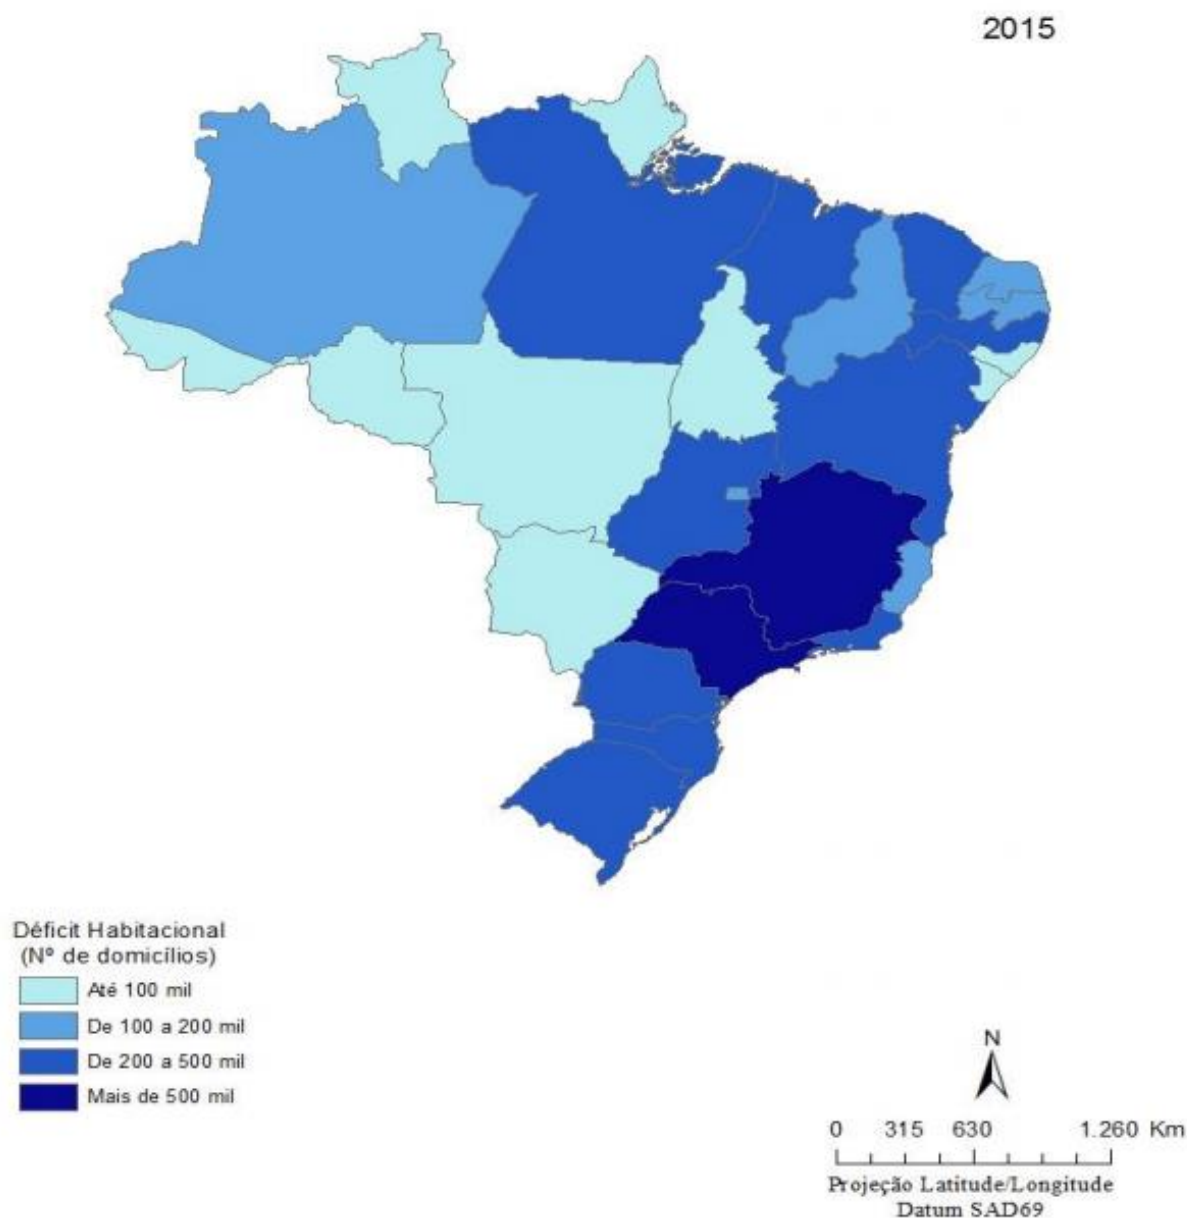 2015
Déficit Habitacional
(Nº de domicílios)
Até 100 mil
De 100 a 200 mil
De 200 a 500 mil
Mais de 500 mil
N
0 315 630 1.260 Km
Projeção Latitude/Longitude
Datum SAD69